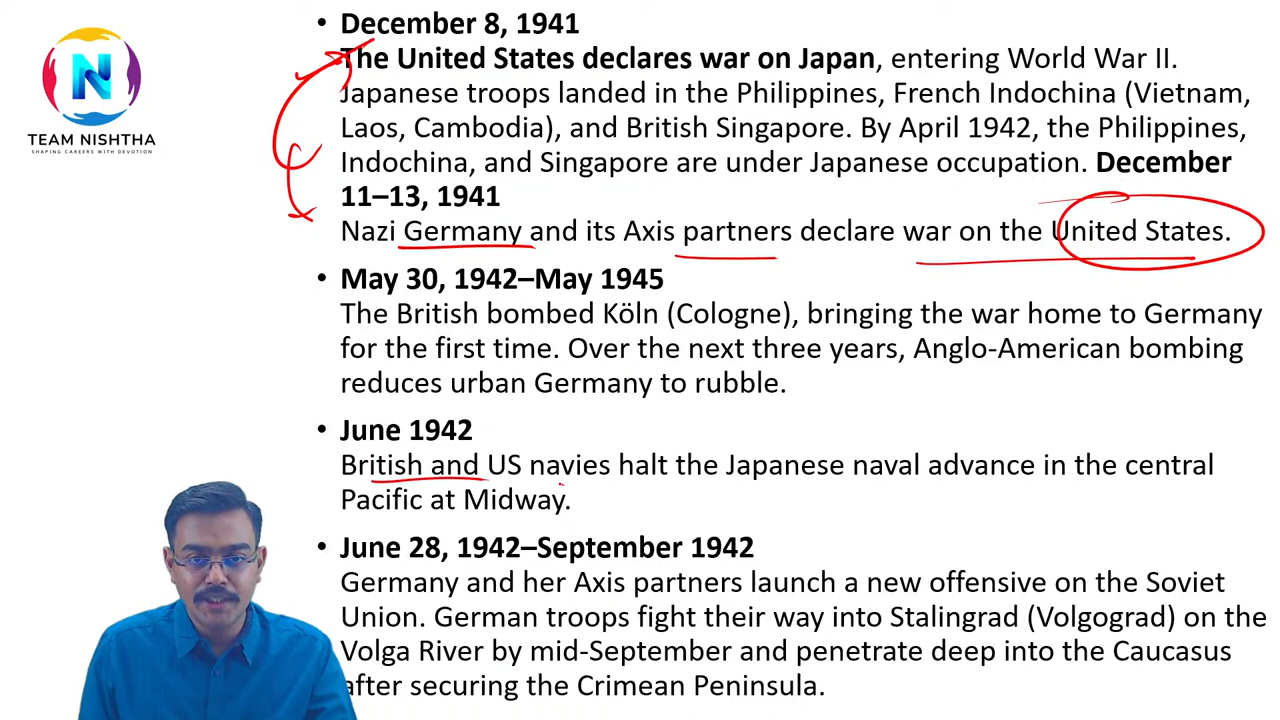 N
TEAM NISHTHA
SHAPING CAREERS WITH DEVOTION
• December 8, 1941
The United States declares war on Japan, entering World War II.
Japanese troops landed in the Philippines, French Indochina (Vietnam,
Laos, Cambodia), and British Singapore. By April 1942, the Philippines,
Indochina, and Singapore are under Japanese occupation. December
11–13, 1941
Nazi Germany and its Axis partners declare war on the United States.
• May 30, 1942–May 1945
The British bombed Köln (Cologne), bringing the war home to Germany
for the first time. Over the next three years, Anglo-American bombing
reduces urban Germany to rubble.
• June 1942
British and US navies halt the Japanese naval advance in the central
Pacific at Midway.
• June 28, 1942–September 1942
Germany and her Axis partners launch a new offensive on the Soviet
Union. German troops fight their way into Stalingrad (Volgograd) on the
Volga River by mid-September and penetrate deep into the Caucasus
after securing the Crimean Peninsula.